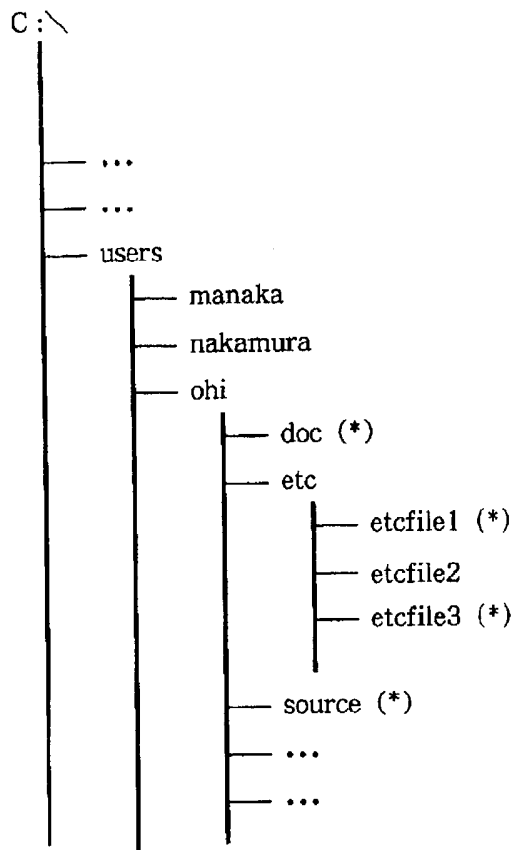 C:\
...
...
users
manaka
nakamura
ohi
doc (*)
etc
etcfile1 (*)
etcfile2
etcfile3 (*)
source (*)
...
...